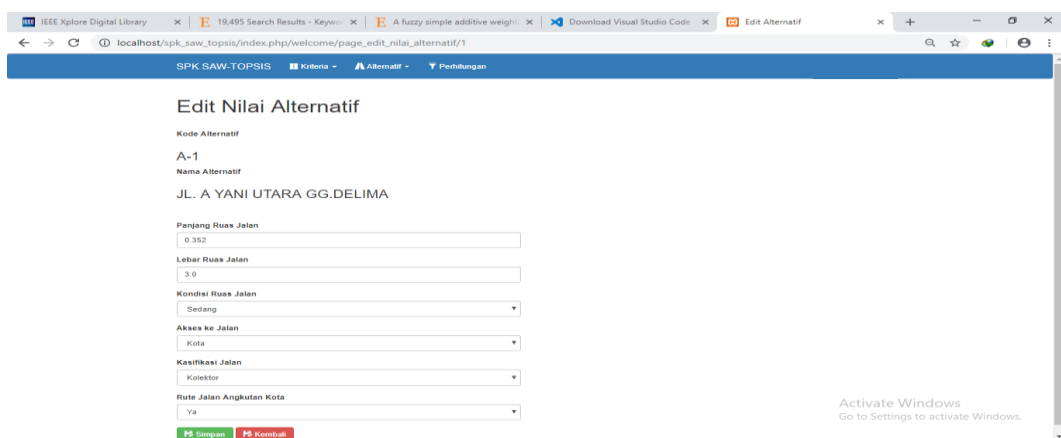 IEEE Xplore Digital Library
19,495 Search Results - Keywor
A fuzzy simple additive weight
Download Visual Studio Code
Edit Alternatif
localhost/spk_saw_topsis/index.php/welcome/page_edit_nilai_alternatif/1
SPK SAW-TOPSIS Kriteria Alternatif Perhitungan
Edit Nilai Alternatif
Kode Alternatif
A-1
Nama Alternatif
JL. A YANI UTARA GG.DELIMA
Panjang Ruas Jalan
0.352
Lebar Ruas Jalan
3.0
Kondisi Ruas Jalan
Sedang
Akses ke Jalan
Kota
Kasifikasi Jalan
Kolektor
Rute Jalan Angkutan Kota
Ya
Simpan Kembali
Activate Windows
Go to Settings to activate Windows.